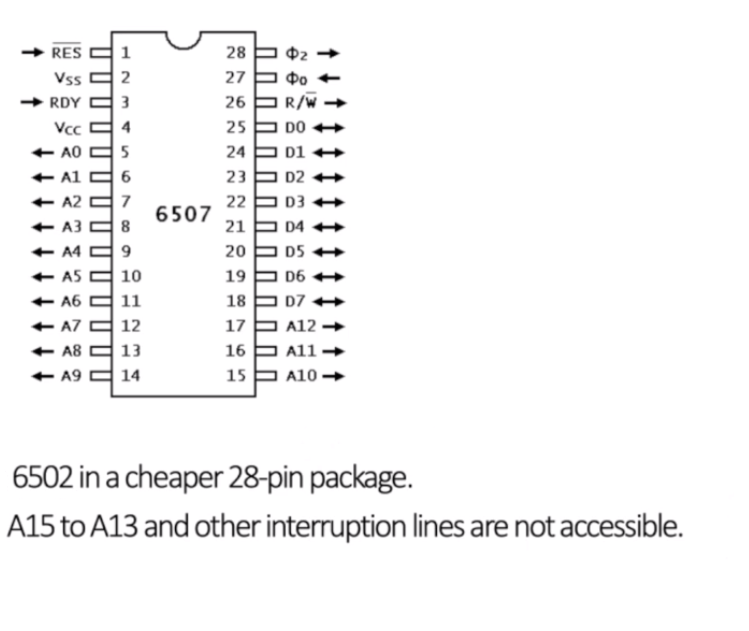 RES 1 28 Φ2
Vss 2 27 Φ0
RDY 3 26 R/W
Vcc 4 25 D0
A0 5 24 D1
A1 6 23 D2
A2 7 22 D3
6507
A3 8 21 D4
A4 9 20 D5
A5 10 19 D6
A6 11 18 D7
A7 12 17 A12
A8 13 16 A11
A9 14 15 A10
6502 in a cheaper 28-pin package.
A15 to A13 and other interruption lines are not accessible.